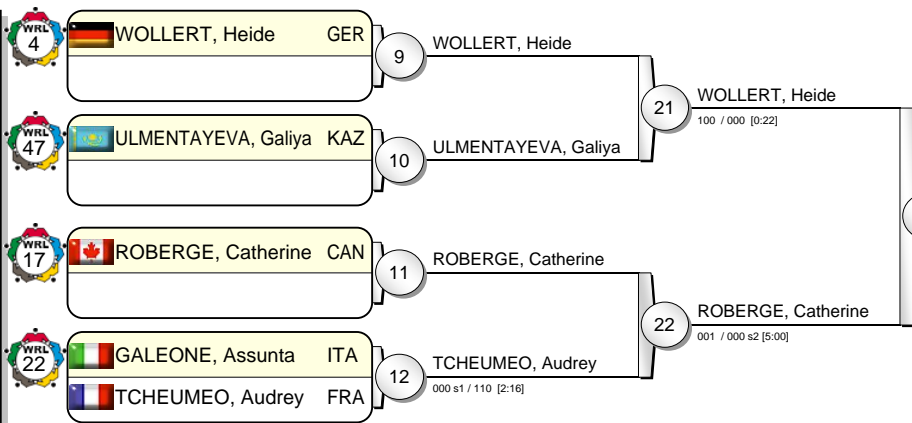 WRL 4 WOLLERT, Heide GER
9 WOLLERT, Heide
21 WOLLERT, Heide
100 / 000 [0:22]
WRL 47 ULMENTAYEVA, Galiya KAZ
10 ULMENTAYEVA, Galiya
WRL 17 ROBERGE, Catherine CAN
11 ROBERGE, Catherine
22 ROBERGE, Catherine
001 / 000 s2 [5:00]
WRL 22 GALEONE, Assunta ITA
TCHEUMEO, Audrey FRA
12 TCHEUMEO, Audrey
000 s1 / 110 [2:16]